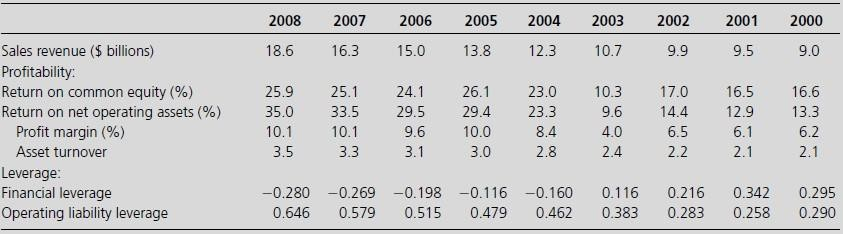 2008 2007 2006 2005 2004 2003 2002 2001 2000
Sales revenue ($ billions) 18.6 16.3 15.0 13.8 12.3 10.7 9.9 9.5 9.0
Profitability:
Return on common equity (%) 25.9 25.1 24.1 26.1 23.0 10.3 17.0 16.5 16.6
Return on net operating assets (%) 35.0 33.5 29.5 29.4 23.3 9.6 14.4 12.9 13.3
Profit margin (%) 10.1 10.1 9.6 10.0 8.4 4.0 6.5 6.1 6.2
Asset turnover 3.5 3.3 3.1 3.0 2.8 2.4 2.2 2.1 2.1
Leverage:
Financial leverage −0.280 −0.269 −0.198 −0.116 −0.160 0.116 0.216 0.342 0.295
Operating liability leverage 0.646 0.579 0.515 0.479 0.462 0.383 0.283 0.258 0.290